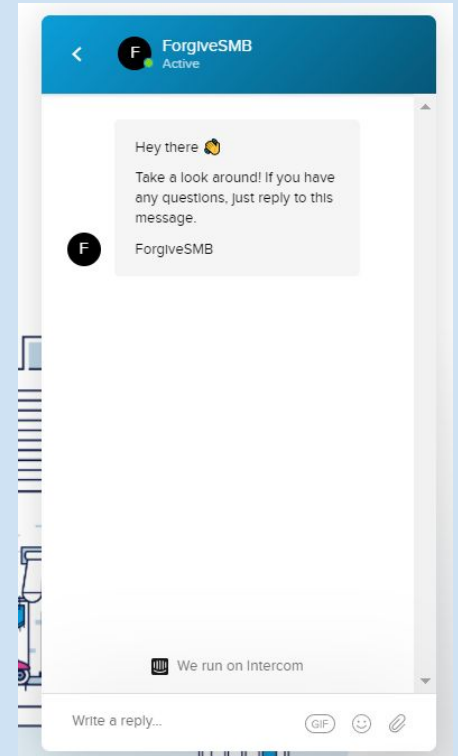 F
ForgiveSMB
Active
Hey there 👋
Take a look around! If you have
any questions, just reply to this
message.
F
ForgiveSMB
We run on Intercom
Write a reply...
GIF